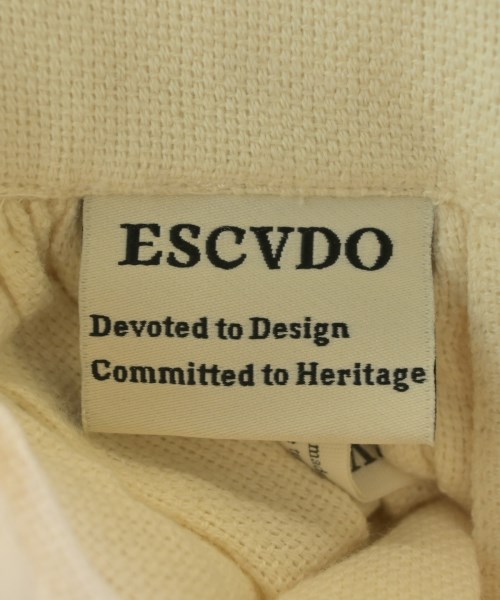 ESCVDO
Devoted to Design
Committed to Heritage